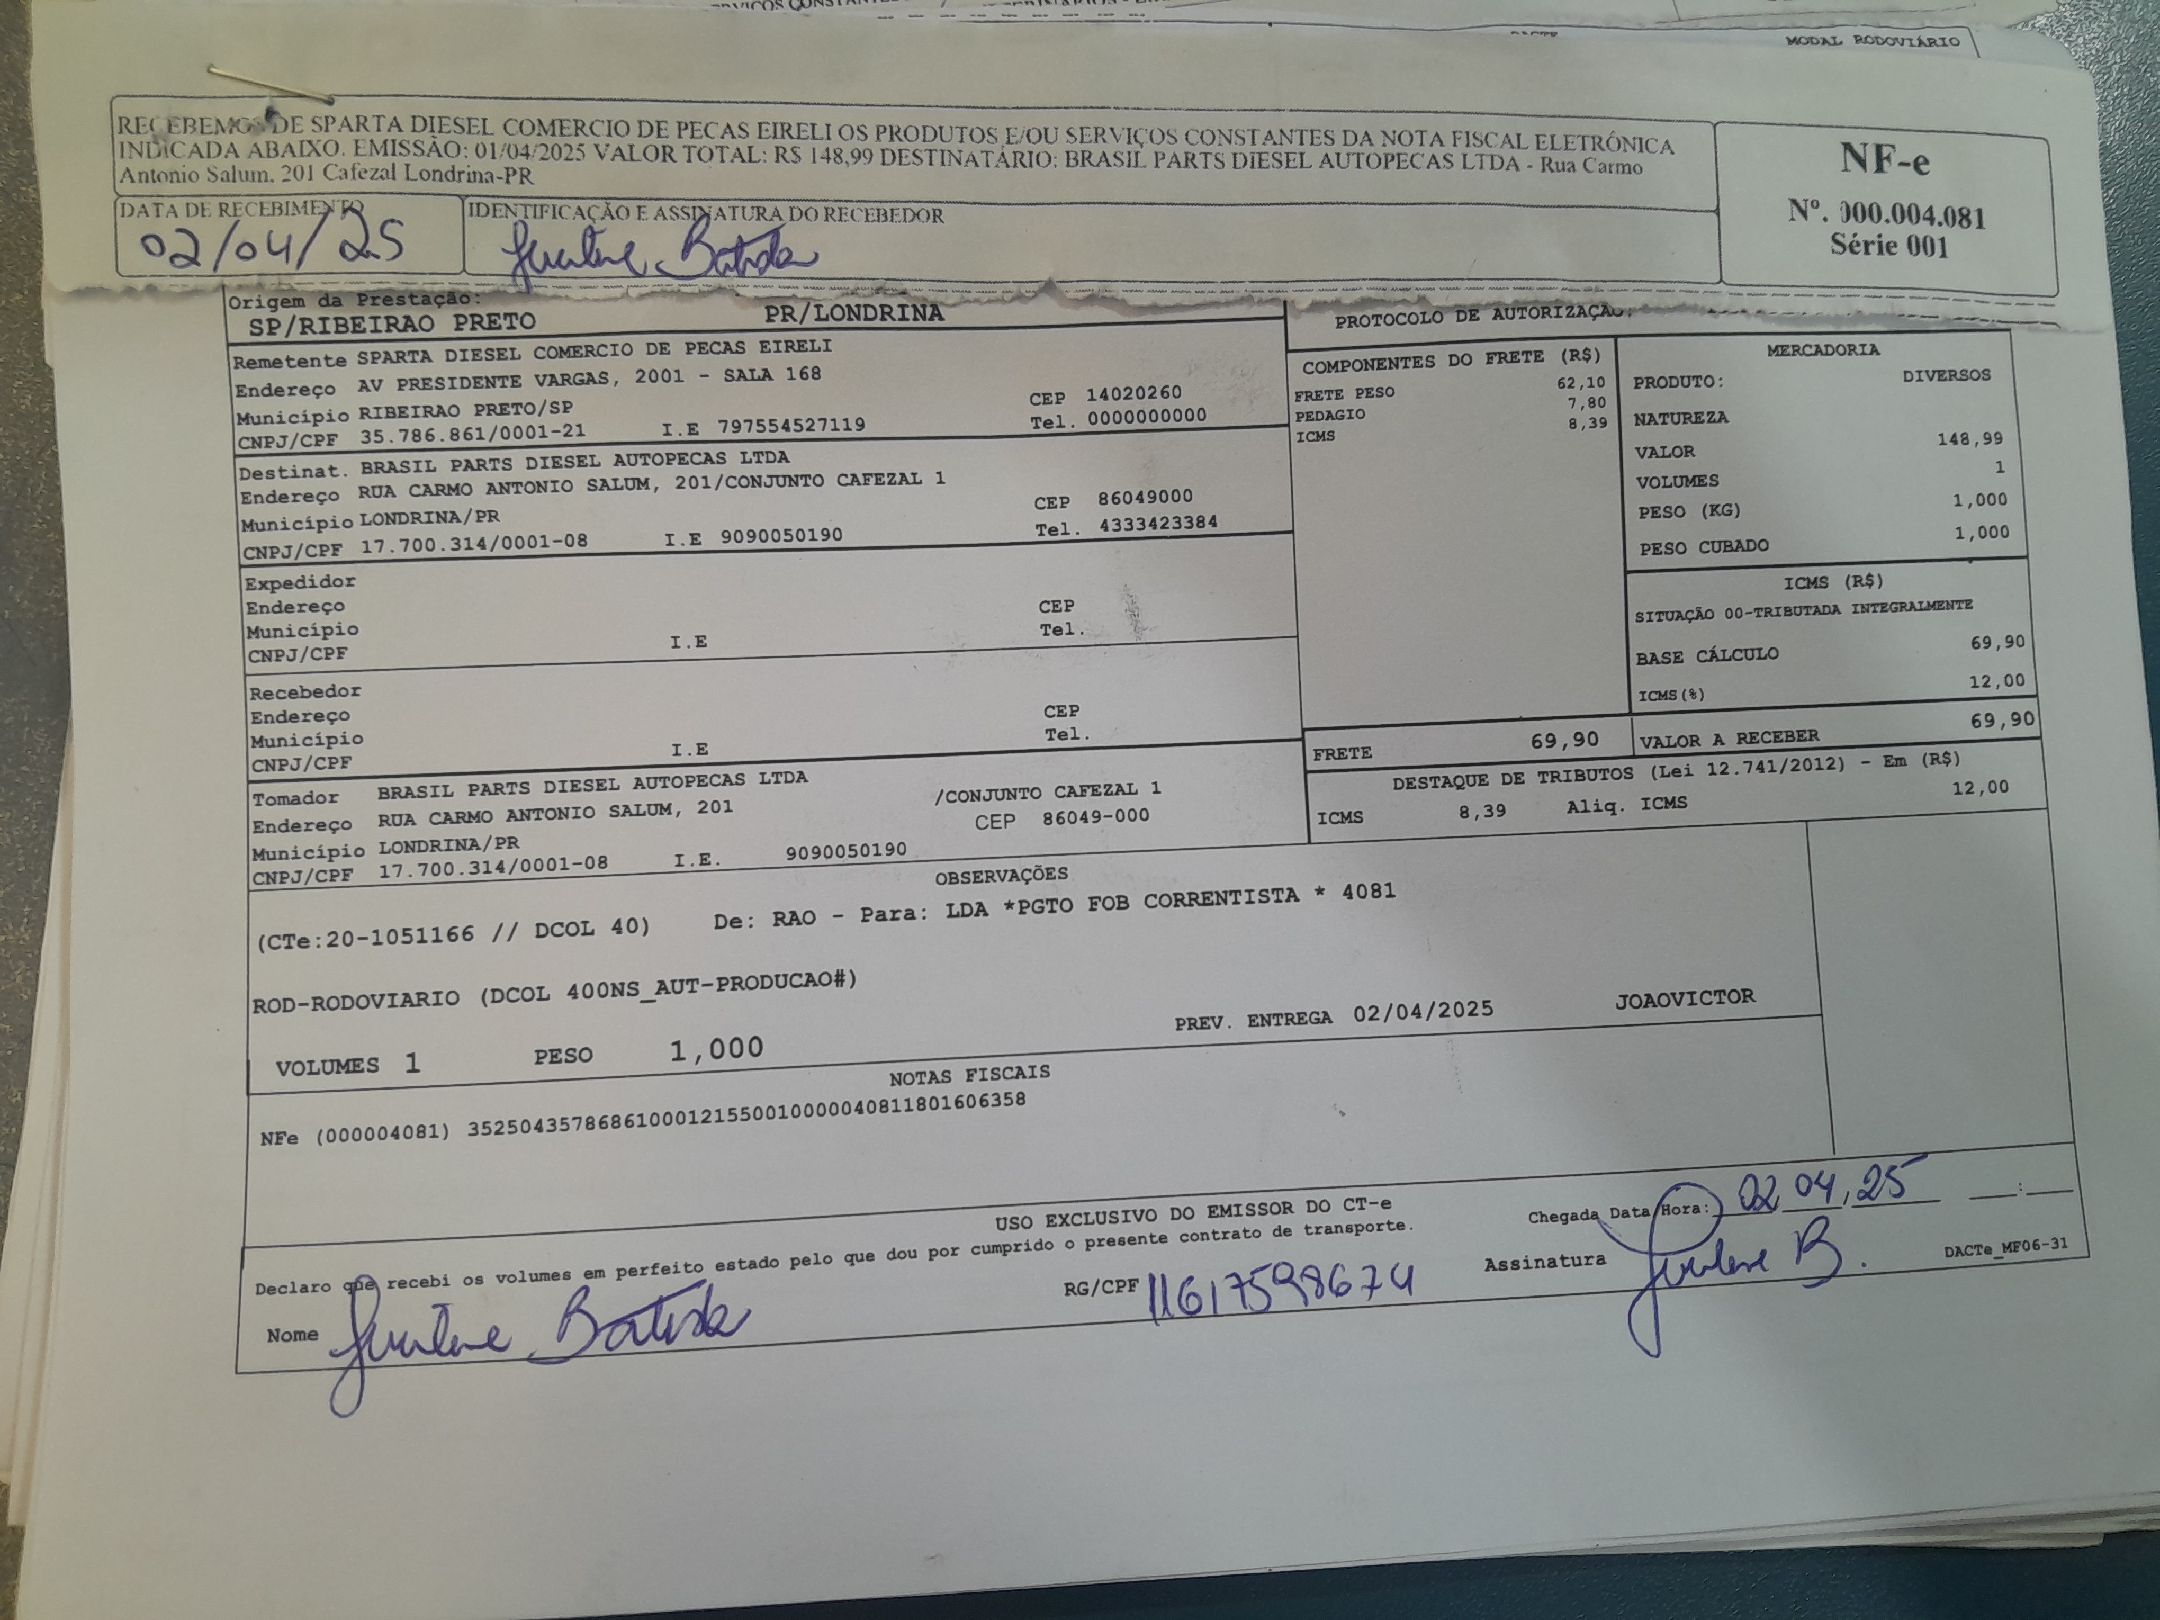 MODAL RODOVIÁRIO
RECEBEMOS DE SPARTA DIESEL COMERCIO DE PECAS EIRELI OS PRODUTOS E/OU SERVIÇOS CONSTANTES DA NOTA FISCAL ELETRÓNICA
INDICADA ABAIXO. EMISSÃO: 01/04/2025 VALOR TOTAL: R$ 148,99 DESTINATÁRIO: BRASIL PARTS DIESEL AUTOPECAS LTDA - Rua Carmo
Antonio Salum, 201 Cafezal Londrina-PR
NF-e
Nº. 000.004.081
Série 001
DATA DE RECEBIMENTO
02/04/25
IDENTIFICAÇÃO E ASSINATURA DO RECEBEDOR
Batista
Origem da Prestação:
SP/RIBEIRAO PRETO PR/LONDRINA
PROTOCOLO DE AUTORIZAÇÃO:
Remetente SPARTA DIESEL COMERCIO DE PECAS EIRELI
Endereço AV PRESIDENTE VARGAS, 2001 - SALA 168
Município RIBEIRAO PRETO/SP CEP 14020260
CNPJ/CPF 35.786.861/0001-21 I.E 797554527119 Tel. 0000000000
Destinat. BRASIL PARTS DIESEL AUTOPECAS LTDA
Endereço RUA CARMO ANTONIO SALUM, 201/CONJUNTO CAFEZAL 1
Município LONDRINA/PR CEP 86049000
CNPJ/CPF 17.700.314/0001-08 I.E 9090050190 Tel. 4333423384
Expedidor
Endereço CEP
Município Tel.
CNPJ/CPF I.E
Recebedor
Endereço CEP
Município Tel.
CNPJ/CPF I.E
Tomador BRASIL PARTS DIESEL AUTOPECAS LTDA
Endereço RUA CARMO ANTONIO SALUM, 201 /CONJUNTO CAFEZAL 1
Município LONDRINA/PR CEP 86049-000
CNPJ/CPF 17.700.314/0001-08 I.E. 9090050190
COMPONENTES DO FRETE (R$)
FRETE PESO 62,10
PEDAGIO 7,80
ICMS 8,39
MERCADORIA
PRODUTO: DIVERSOS
NATUREZA
VALOR 148,99
VOLUMES 1
PESO (KG) 1,000
PESO CUBADO 1,000
ICMS (R$)
SITUAÇÃO 00-TRIBUTADA INTEGRALMENTE
BASE CÁLCULO 69,90
ICMS(%) 12,00
FRETE 69,90 VALOR A RECEBER 69,90
DESTAQUE DE TRIBUTOS (Lei 12.741/2012) - Em (R$)
ICMS 8,39 Aliq. ICMS 12,00
OBSERVAÇÕES
(CTe:20-1051166 // DCOL 40) De: RAO - Para: LDA *PGTO FOB CORRENTISTA * 4081
ROD-RODOVIARIO (DCOL 400NS_AUT-PRODUCAO#)
VOLUMES 1 PESO 1,000 PREV. ENTREGA 02/04/2025 JOAOVICTOR
NOTAS FISCAIS
NFe (000004081) 35250435786861000121550010000040811801606358
USO EXCLUSIVO DO EMISSOR DO CT-e
Declaro que recebi os volumes em perfeito estado pelo que dou por cumprido o presente contrato de transporte.
Chegada Data/Hora: 02 04, 25 __:__
Nome Batista RG/CPF 11617598674 Assinatura B.
DACTe_MF06-31